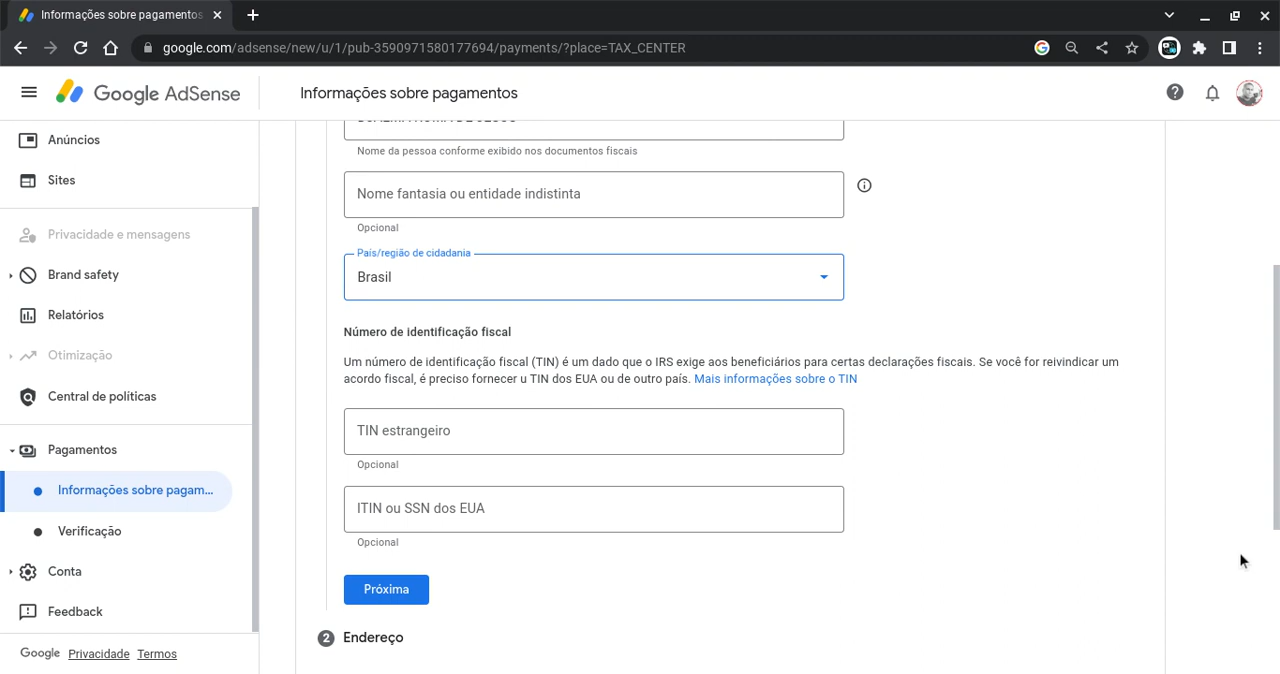 Informações sobre pagamentos
google.com/adsense/new/u/1/pub-3590971580177694/payments/?place=TAX_CENTER
Google AdSense
Informações sobre pagamentos
Anúncios
Sites
Privacidade e mensagens
Brand safety
Relatórios
Otimização
Central de políticas
Pagamentos
Informações sobre pagam...
Verificação
Conta
Feedback
Google Privacidade Termos
Nome da pessoa conforme exibido nos documentos fiscais
Nome fantasia ou entidade indistinta
Opcional
País/região de cidadania
Brasil
Número de identificação fiscal
Um número de identificação fiscal (TIN) é um dado que o IRS exige aos beneficiários para certas declarações fiscais. Se você for reivindicar um
acordo fiscal, é preciso fornecer u TIN dos EUA ou de outro país. Mais informações sobre o TIN
TIN estrangeiro
Opcional
ITIN ou SSN dos EUA
Opcional
Próxima
2 Endereço